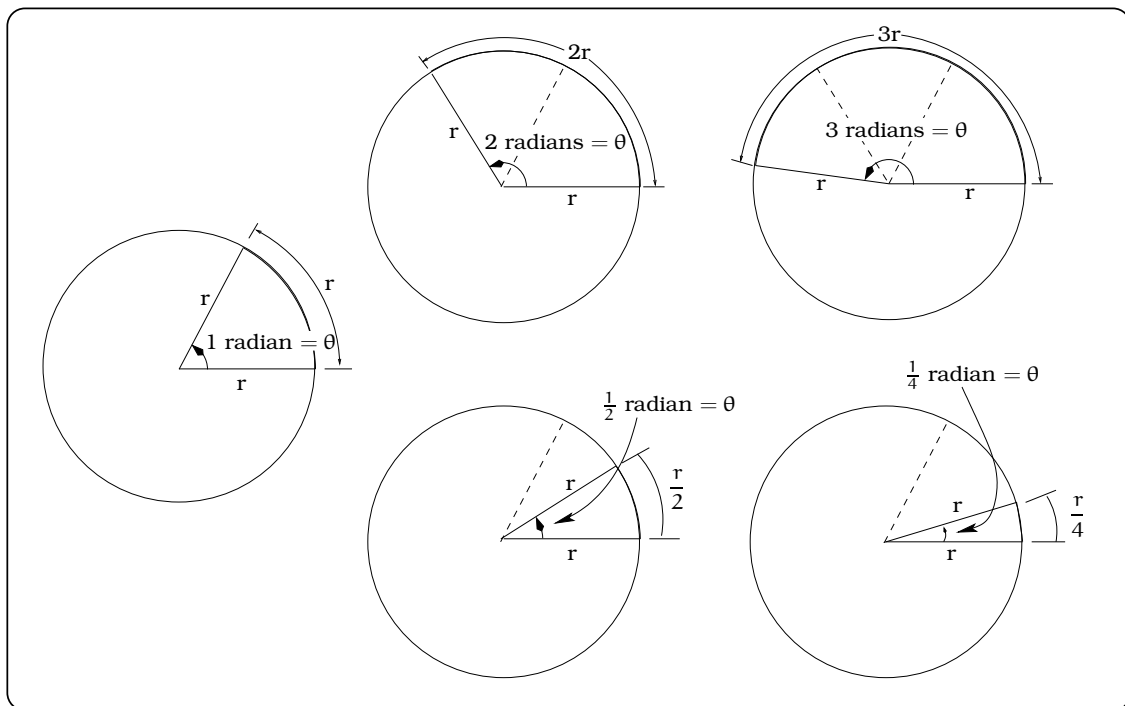 2r
r
2 radians = θ
r
3r
3 radians = θ
r
r
r
r
1 radian = θ
r
1/2 radian = θ
r
r/2
r
1/4 radian = θ
r
r/4
r